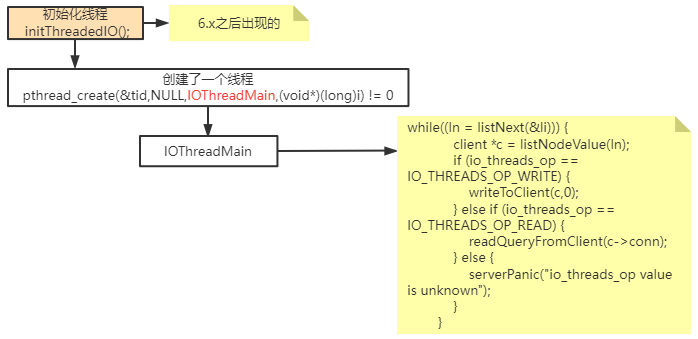 初始化线程
initThreadedIO();
6.x之后出现的
创建了一个线程
pthread_create(&tid,NULL,IOThreadMain,(void*)(long)i) != 0
IOThreadMain
while((ln = listNext(&li))) {
client *c = listNodeValue(ln);
if (io_threads_op ==
IO_THREADS_OP_WRITE) {
writeToClient(c,0);
} else if (io_threads_op ==
IO_THREADS_OP_READ) {
readQueryFromClient(c->conn);
} else {
serverPanic("io_threads_op value
is unknown");
}
}